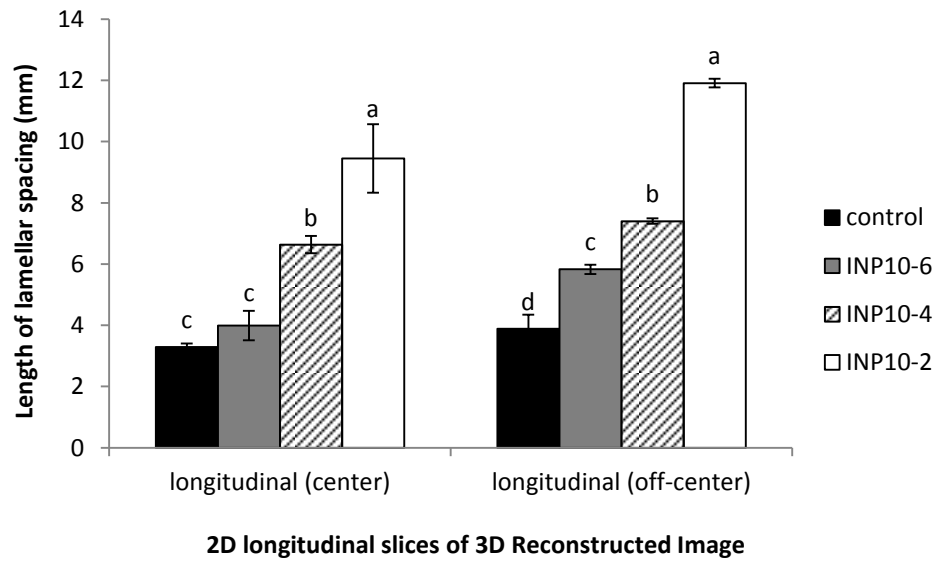 Length of lamellar spacing (mm)
14
12
10
8
6
4
2
0
c
c
b
a
d
c
b
a
longitudinal (center)
longitudinal (off-center)
2D longitudinal slices of 3D Reconstructed Image
control
INP10-6
INP10-4
INP10-2